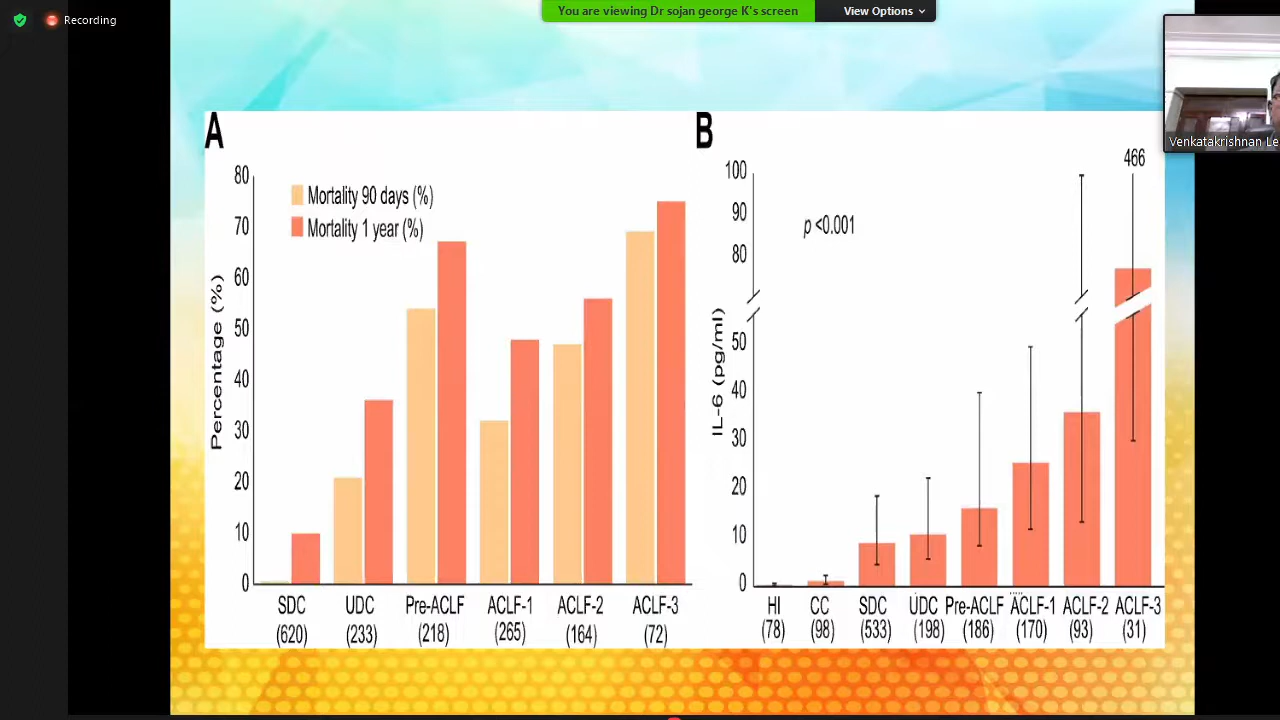 Recording
You are viewing Dr sojan george K's screen
View Options
Venkatakrishnan Le
A
80
70
60
50
40
30
20
10
0
Percentage (%)
Mortality 90 days (%)
Mortality 1 year (%)
SDC UDC Pre-ACLF ACLF-1 ACLF-2 ACLF-3
(620) (233) (218) (265) (164) (72)
B
466
100
90
80
50
40
30
20
10
0
IL-6 (pg/ml)
p <0.001
HI CC SDC UDC Pre-ACLF ACLF-1 ACLF-2 ACLF-3
(78) (98) (533) (198) (186) (170) (93) (31)